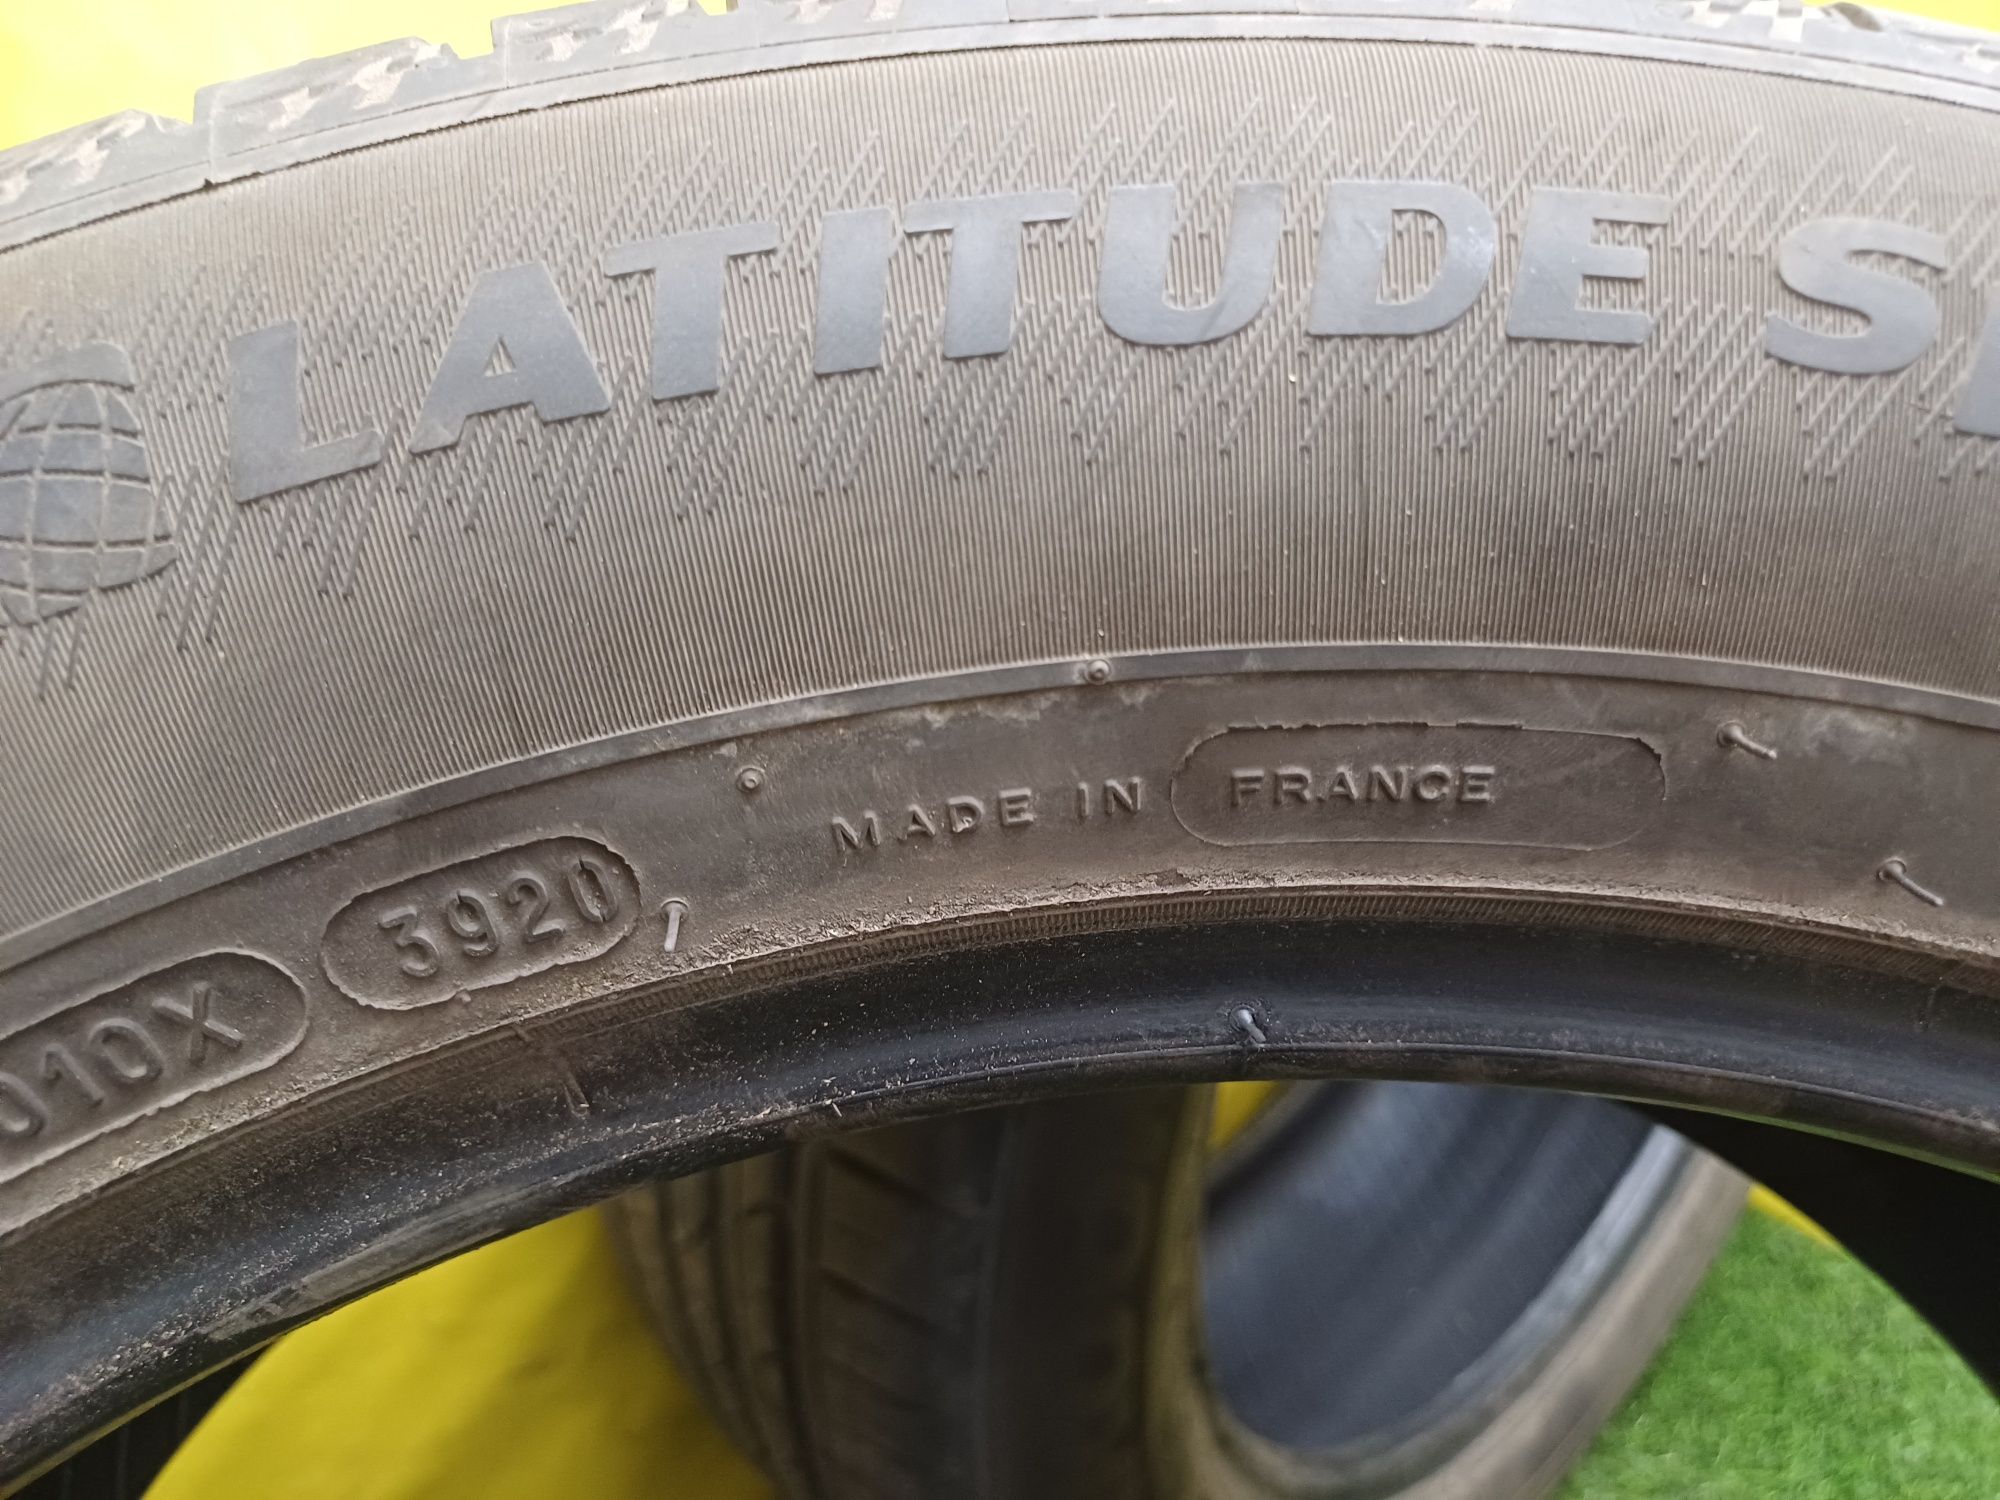 LATITUDE S
MADE IN FRANCE
3920
010X